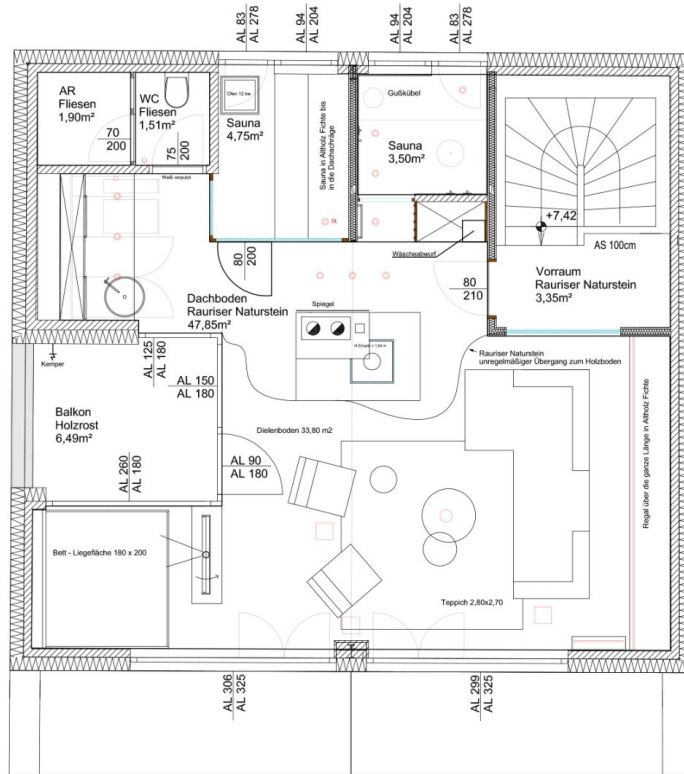 AL 83
AL 278
AL 94
AL 204
AL 94
AL 204
AL 83
AL 278
AR
Fliesen
1,90m²
70
200
WC
Fliesen
1,51m²
75
200
Ofen 12 kw
Sauna
4,75m²
Sauna in Altholz Fichte bis
in die Dachschräge
Gußkübel
Sauna
3,50m²
+7,42
AS 100cm
Weiß verputzt
DL
Wäscheabwurf
80
200
80
210
Vorraum
Rauriser Naturstein
3,35m²
Dachboden
Rauriser Naturstein
47,85m²
Spiegel
Kemper
AL 125
AL 180
AL 150
AL 180
Rauriser Naturstein
unregelmäßiger Übergang zum Holzboden
Balkon
Holzrost
6,49m²
Dielenboden 33,80 m2
AL 260
AL 180
AL 90
AL 180
Regal über die ganze Länge in Altholz Fichte
Bett - Liegefläche 180 x 200
Teppich 2,80x2,70
AL 306
AL 325
AL 299
AL 325